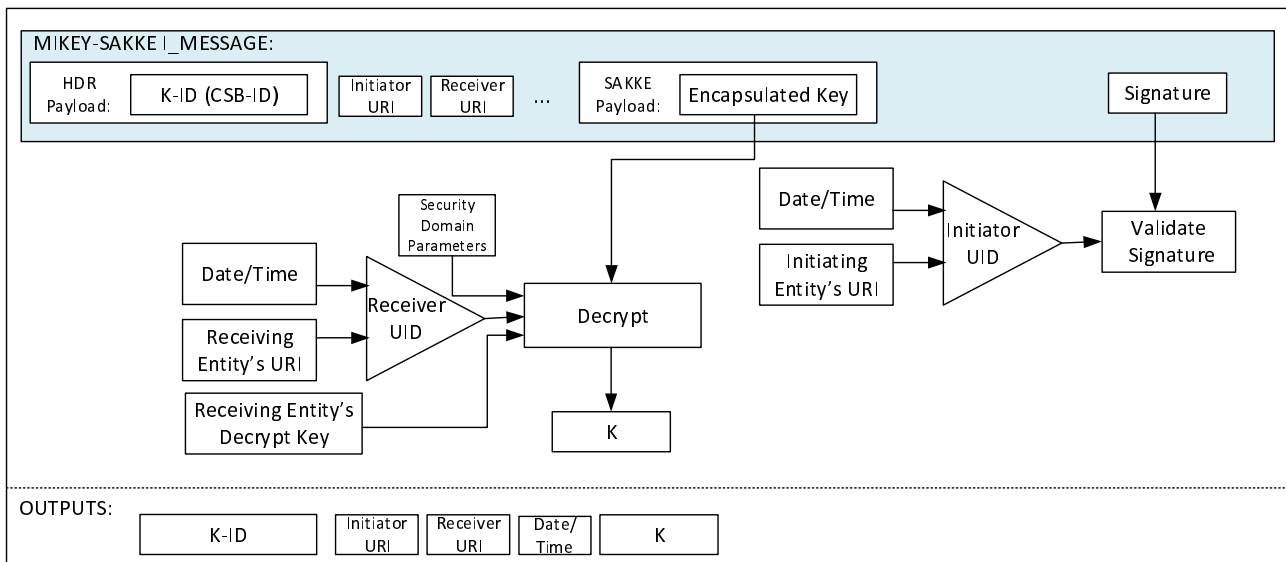 MIKEY-SAKKE I_MESSAGE:
HDR
Payload:
K-ID (CSB-ID)
Initiator
URI
Receiver
URI
...
SAKKE
Payload:
Encapsulated Key
Signature
Date/Time
Initiating
Entity’s URI
Initiator
UID
Validate
Signature
Security
Domain
Parameters
Date/Time
Receiving
Entity’s URI
Receiver
UID
Decrypt
Receiving Entity’s
Decrypt Key
K
OUTPUTS:
K-ID
Initiator
URI
Receiver
URI
Date/
Time
K